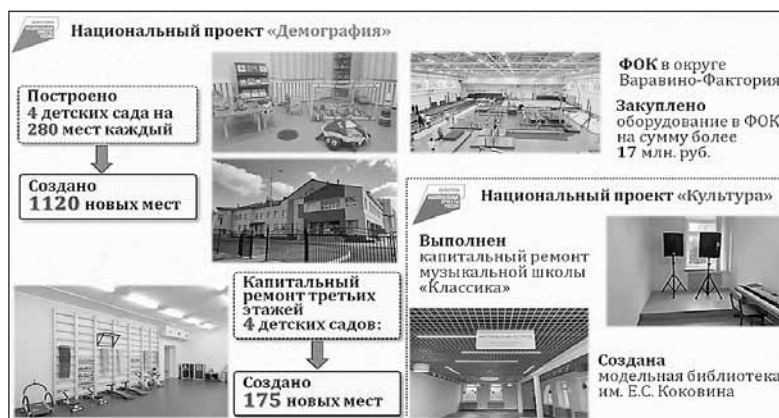 Национальный проект «Демография»
Построено
4 детских сада на
280 мест каждый
Создано
1120 новых мест
ФОК в округе
Варавино-Фактория
Закуплено
оборудование в ФОК
на сумму более
17 млн. руб.
Капитальный
ремонт третьих
этажей
4 детских садов:
Создано
175 новых мест
Национальный проект «Культура»
Выполнен
капитальный ремонт
музыкальной школы
«Классика»
Создана
модельная библиотека
им. Е.С. Коковина